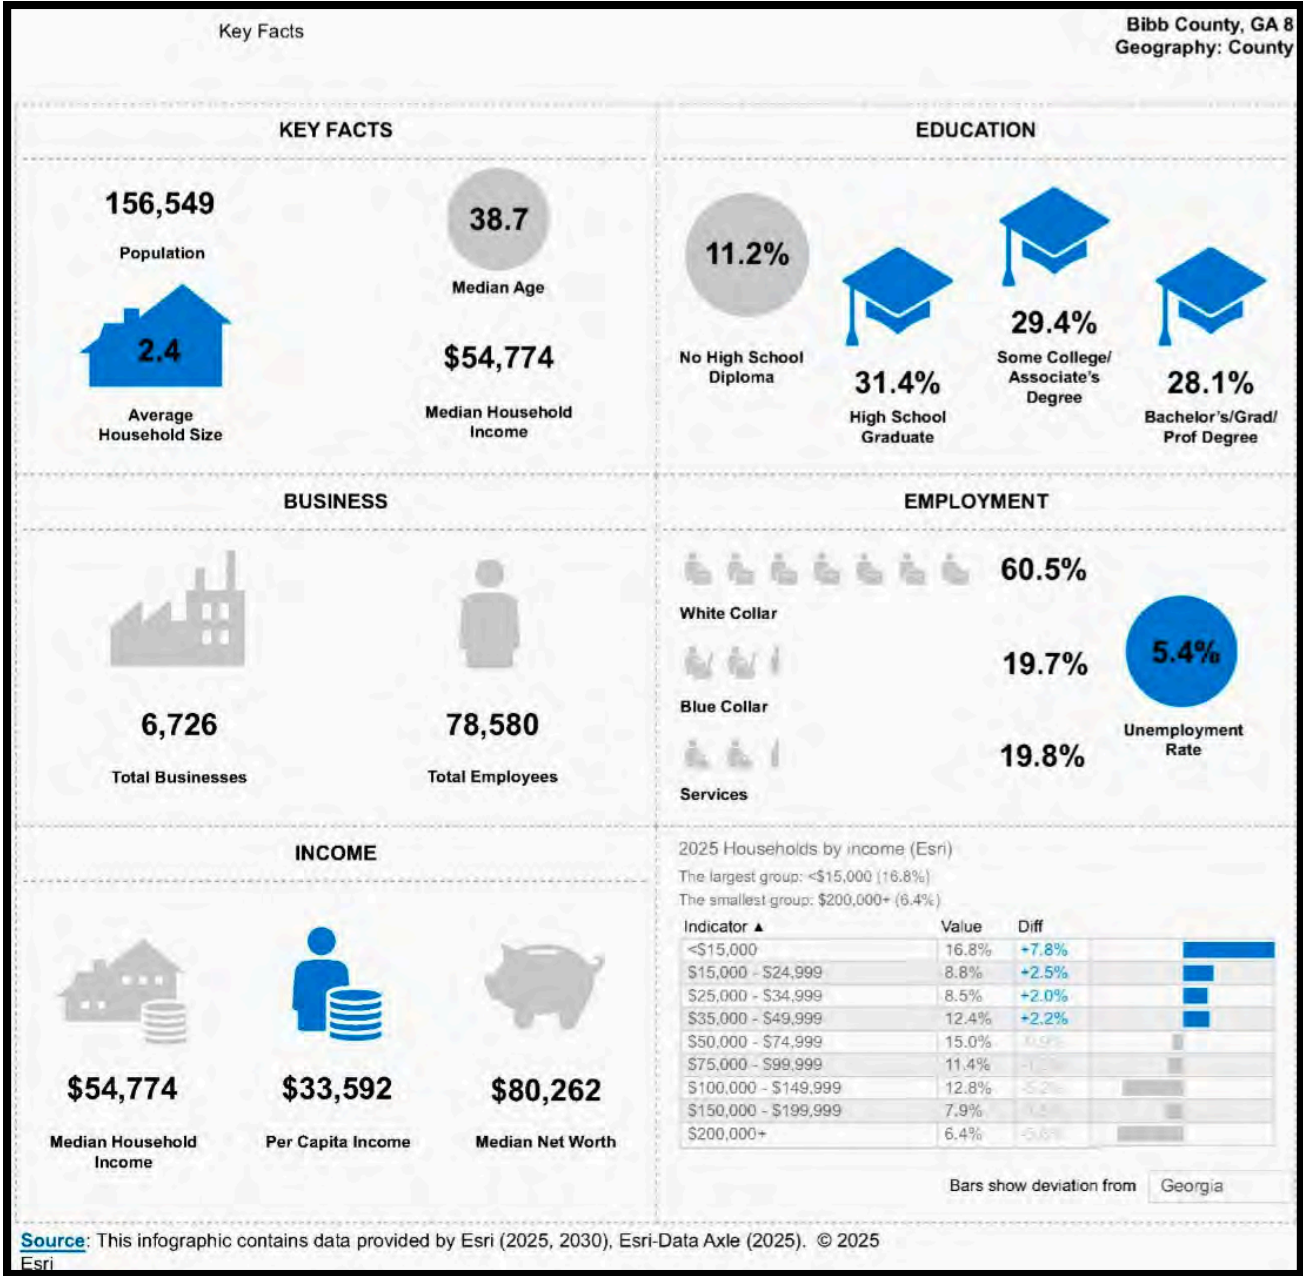 Key Facts
Bibb County, GA 8
Geography: County
KEY FACTS
156,549
Population
38.7
Median Age
2.4
Average
Household Size
$54,774
Median Household
Income
EDUCATION
11.2%
No High School
Diploma
31.4%
High School
Graduate
29.4%
Some College/
Associate's
Degree
28.1%
Bachelor's/Grad/
Prof Degree
BUSINESS
6,726
Total Businesses
78,580
Total Employees
EMPLOYMENT
60.5%
White Collar
19.7%
Blue Collar
19.8%
Services
5.4%
Unemployment
Rate
INCOME
$54,774
Median Household
Income
$33,592
Per Capita Income
$80,262
Median Net Worth
2025 Households by income (Esri)
The largest group: <$15,000 (16.8%)
The smallest group: $200,000+ (6.4%)
Indicator ▲ Value Diff
<$15,000 16.8% +7.8%
$15,000 - $24,999 8.8% +2.5%
$25,000 - $34,999 8.5% +2.0%
$35,000 - $49,999 12.4% +2.2%
$50,000 - $74,999 15.0%
$75,000 - $99,999 11.4%
$100,000 - $149,999 12.8%
$150,000 - $199,999 7.9%
$200,000+ 6.4%
Bars show deviation from Georgia
Source: This infographic contains data provided by Esri (2025, 2030), Esri-Data Axle (2025). © 2025
Esri